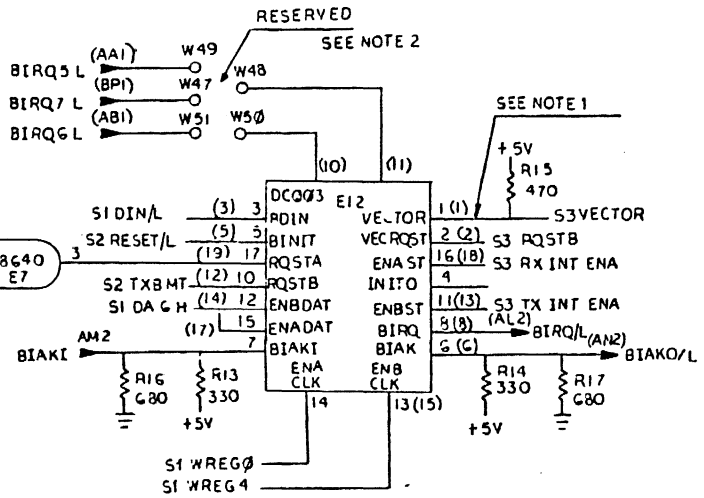 RESERVED
SEE NOTE 2
BIRQ5 L (AA1) W49
BIRQ7 L (BP1) W47 W48
BIRQ6 L (AB1) W51 W50
SEE NOTE 1
+5V
R15
470
(10) (11)
DC003 E12
S1 DIN/L (3) 3 RDIN VECTOR 1 (1) S3 VECTOR
S2 RESET/L (5) 5 BINIT VECRQST 2 (2) S3 RQSTB
8640
E7
3 (19) 17 RQSTA ENAST 16 (18) S3 RX INT ENA
S2 TXBMT (12) 10 RQSTB INITO 4
S1 DAG H (14) 12 ENBDAT ENBST 11 (13) S3 TX INT ENA
(17) 15 ENADAT BIRQ 8 (8) (AL2) BIRQ/L
BIAKI AM2 7 BIAKI BIAK 6 (6) (AN2) BIAKO/L
ENA
CLK
ENB
CLK
R16
680
R13
330
+5V
R14
330
+5V
R17
680
14 13 (15)
S1 WREG0
S1 WREG4